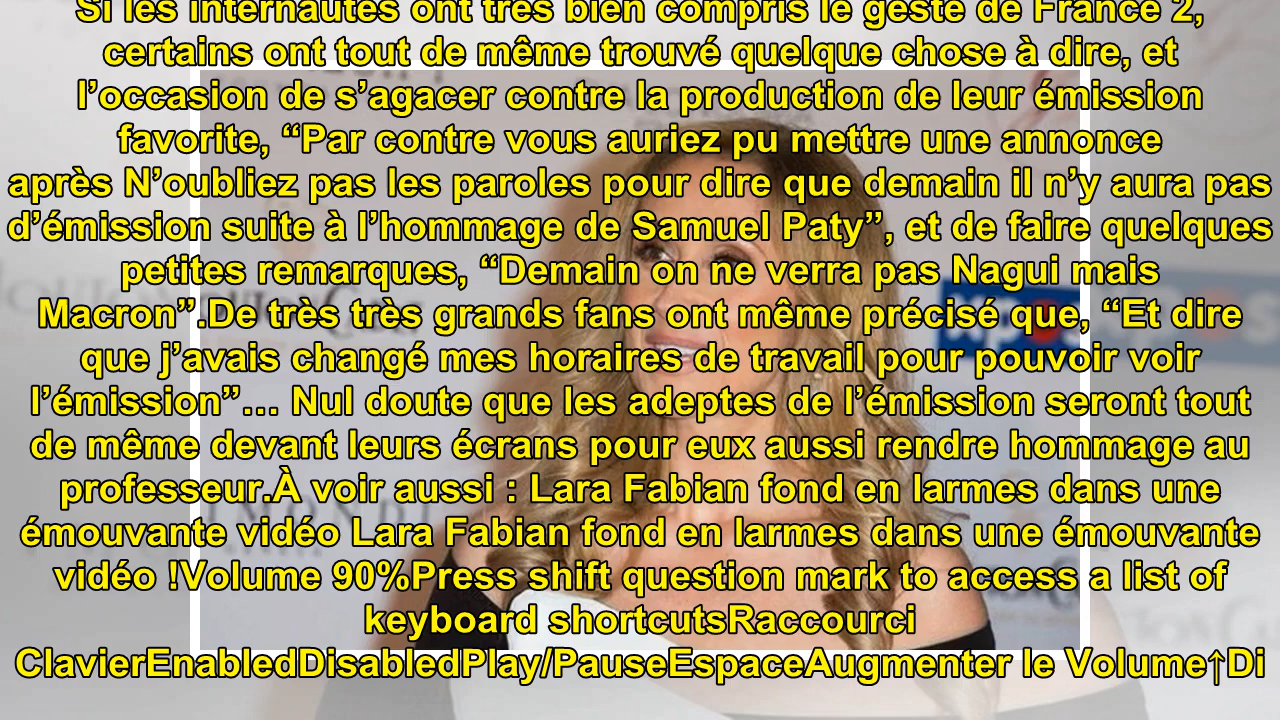 Si les internautes ont très bien compris le geste de France 2,
certains ont tout de même trouvé quelque chose à dire, et
l’occasion de s’agacer contre la production de leur émission
favorite, “Par contre vous auriez pu mettre une annonce
après N’oubliez pas les paroles pour dire que demain il n’y aura pas
d’émission suite à l’hommage de Samuel Paty”, et de faire quelques
petites remarques, “Demain on ne verra pas Nagui mais
Macron”.De très très grands fans ont même précisé que, “Et dire
que j’avais changé mes horaires de travail pour pouvoir voir
l’émission”... Nul doute que les adeptes de l’émission seront tout
de même devant leurs écrans pour eux aussi rendre hommage au
professeur.À voir aussi : Lara Fabian fond en larmes dans une
émouvante vidéo Lara Fabian fond en larmes dans une émouvante
vidéo !Volume 90%Press shift question mark to access a list of
keyboard shortcutsRaccourci
ClavierEnabledDisabledPlay/PauseEspaceAugmenter le Volume↑Di